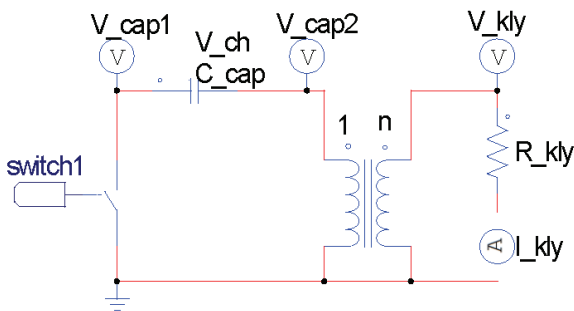 V_cap1
V_ch
V_cap2
V_kly
V
V
V
C_cap
1
n
switch1
R_kly
A
I_kly